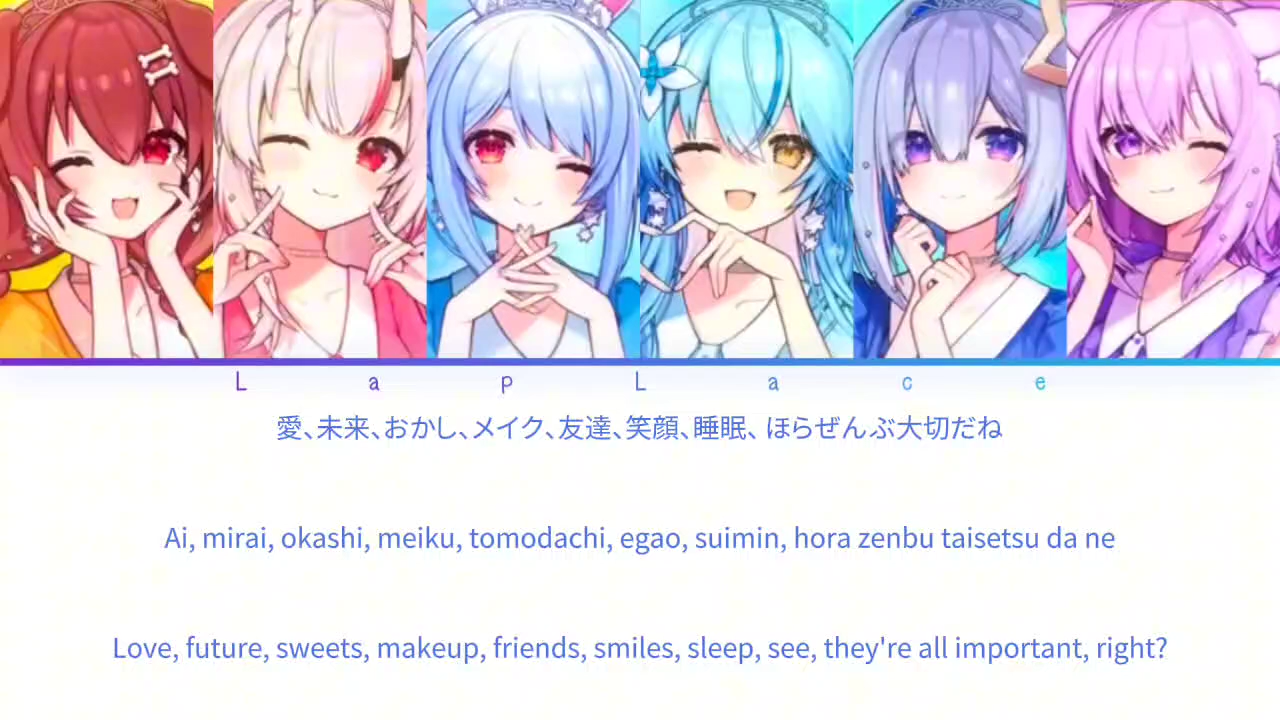 L a p L a c e
愛、未来、おかし、メイク、友達、笑顔、睡眠、 ほらぜんぶ大切だね
Ai, mirai, okashi, meiku, tomodachi, egao, suimin, hora zenbu taisetsu da ne
Love, future, sweets, makeup, friends, smiles, sleep, see, they're all important, right?